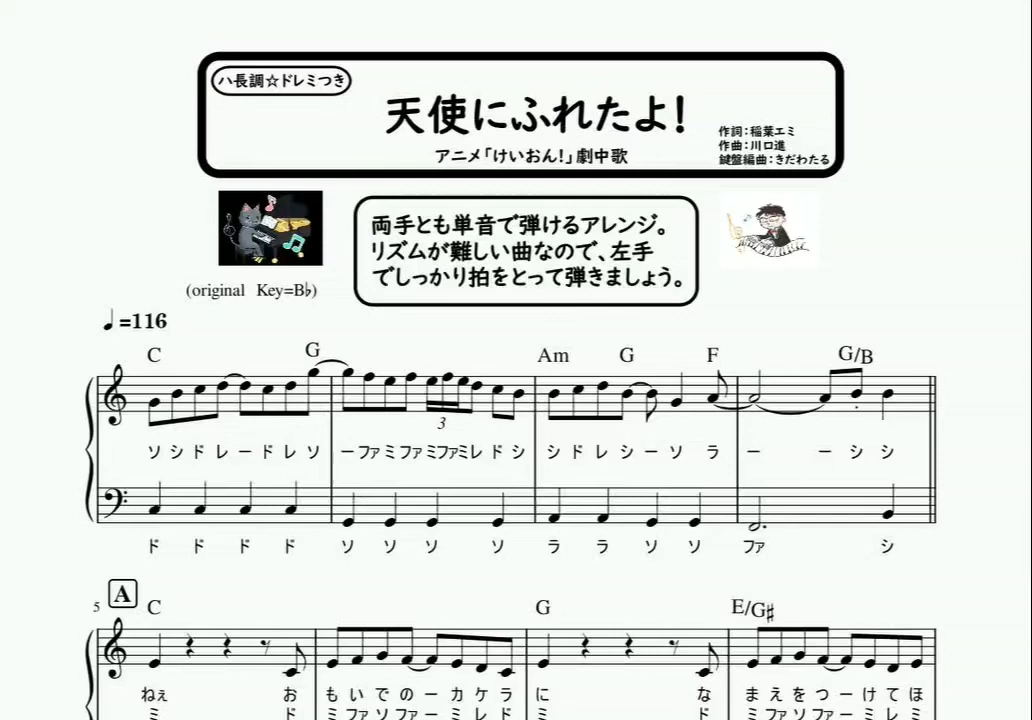 ハ長調☆ドレミつき
天使にふれたよ!
アニメ「けいおん!」劇中歌
作詞:稲葉エミ
作曲:川口進
鍵盤編曲:きだわたる
両手とも単音で弾けるアレンジ。
リズムが難しい曲なので、左手
でしっかり拍をとって弾きましょう。
(original Key=B♭)
♩=116
C G Am G F G/B
3
ソ シ ド レ ー ド レ ソ ー ファ ミ ファ ミ ファ ミ レ ド シ シ ド レ シ ー ソ ラ ー ー シ シ
ド ド ド ド ソ ソ ソ ソ ラ ラ ソ ソ ファ シ
A
5 C G E/G♯
ねぇ お も い で の ー カ ケ ラ に な ま え を つ ー け て ほ
ミ ド ミ ファ ソ ファ ー ミ レ ド ミ ド ミ ファ ソ ファ ー ミ レ ミ